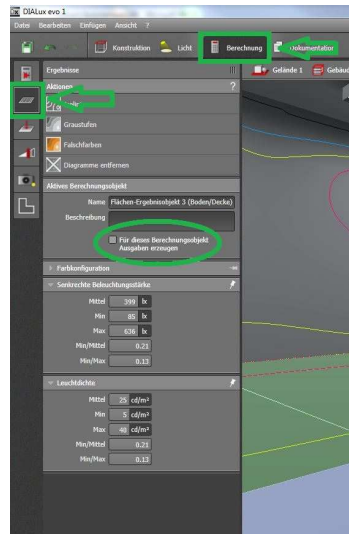 DIALux evo 1
Datei Bearbeiten Einfügen Ansicht ?
Konstruktion Licht Berechnung Dokumentation
Ergebnisse
Gelände 1 Gebäud
Aktionen ?
Graustufen
Falschfarben
Diagramme entfernen
Aktives Berechnungsobjekt
Name Flächen-Ergebnisobjekt 3 (Boden/Decke)
Beschreibung
Für dieses Berechnungsobjekt
Ausgaben erzeugen
Farbkonfiguration
Senkrechte Beleuchtungsstärke
Mittel 399 lx
Min 85 lx
Max 636 lx
Min/Mittel 0.21
Min/Max 0.13
Leuchtdichte
Mittel 25 cd/m²
Min 5 cd/m²
Max 40 cd/m²
Min/Mittel 0.21
Min/Max 0.13